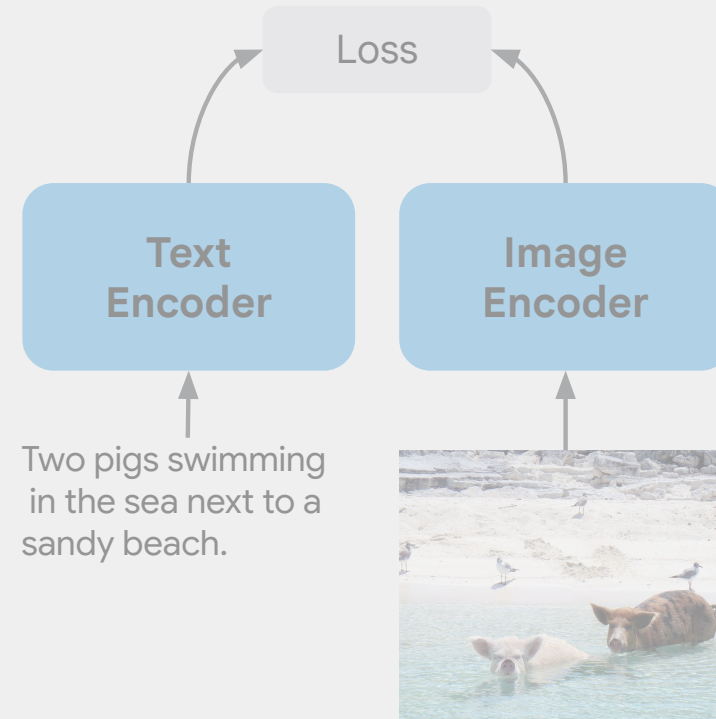 Loss
Text
Encoder
Image
Encoder
Two pigs swimming
in the sea next to a
sandy beach.